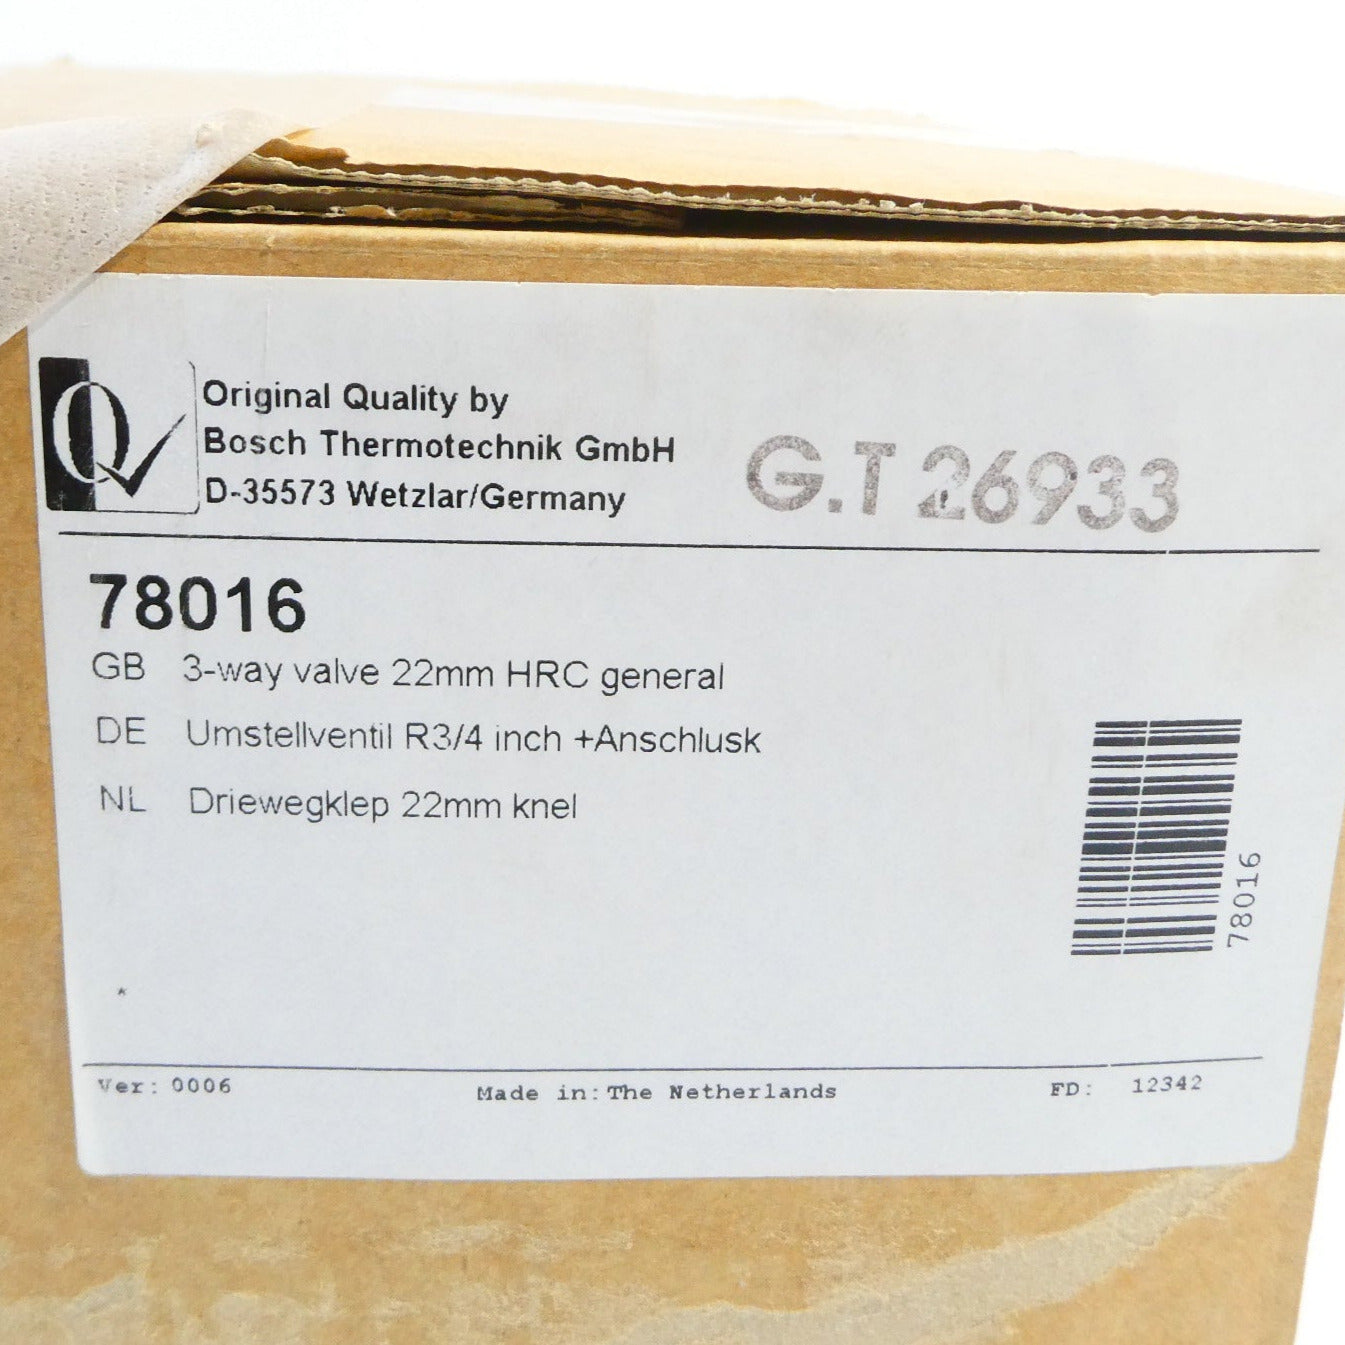 Original Quality by
Bosch Thermotechnik GmbH
D-35573 Wetzlar/Germany
G.T 26933
78016
GB 3-way valve 22mm HRC general
DE Umstellventil R3/4 inch +Anschlusk
NL Driewegklep 22mm knel
78016
*
Ver: 0006 Made in: The Netherlands FD: 12342